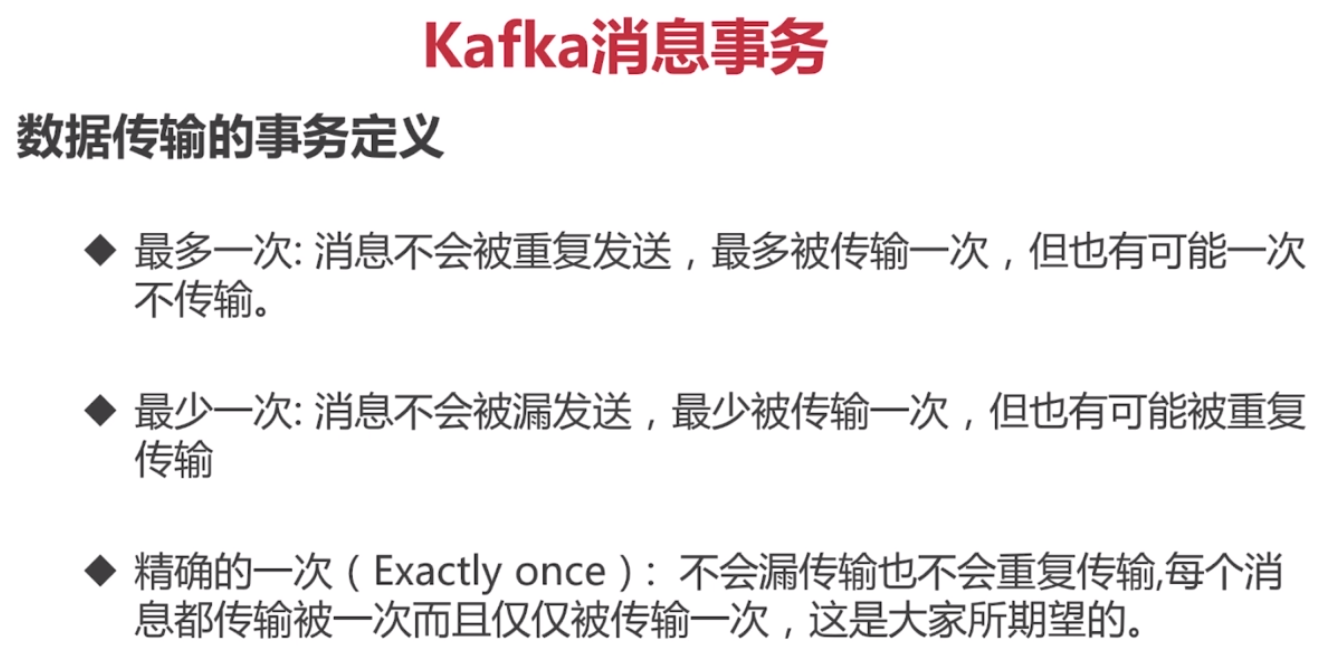 Kafka消息事务
数据传输的事务定义
◆ 最多一次: 消息不会被重复发送，最多被传输一次，但也有可能一次
不传输。
◆ 最少一次: 消息不会被漏发送，最少被传输一次，但也有可能被重复
传输
◆ 精确的一次（Exactly once）: 不会漏传输也不会重复传输,每个消
息都传输被一次而且仅仅被传输一次，这是大家所期望的。